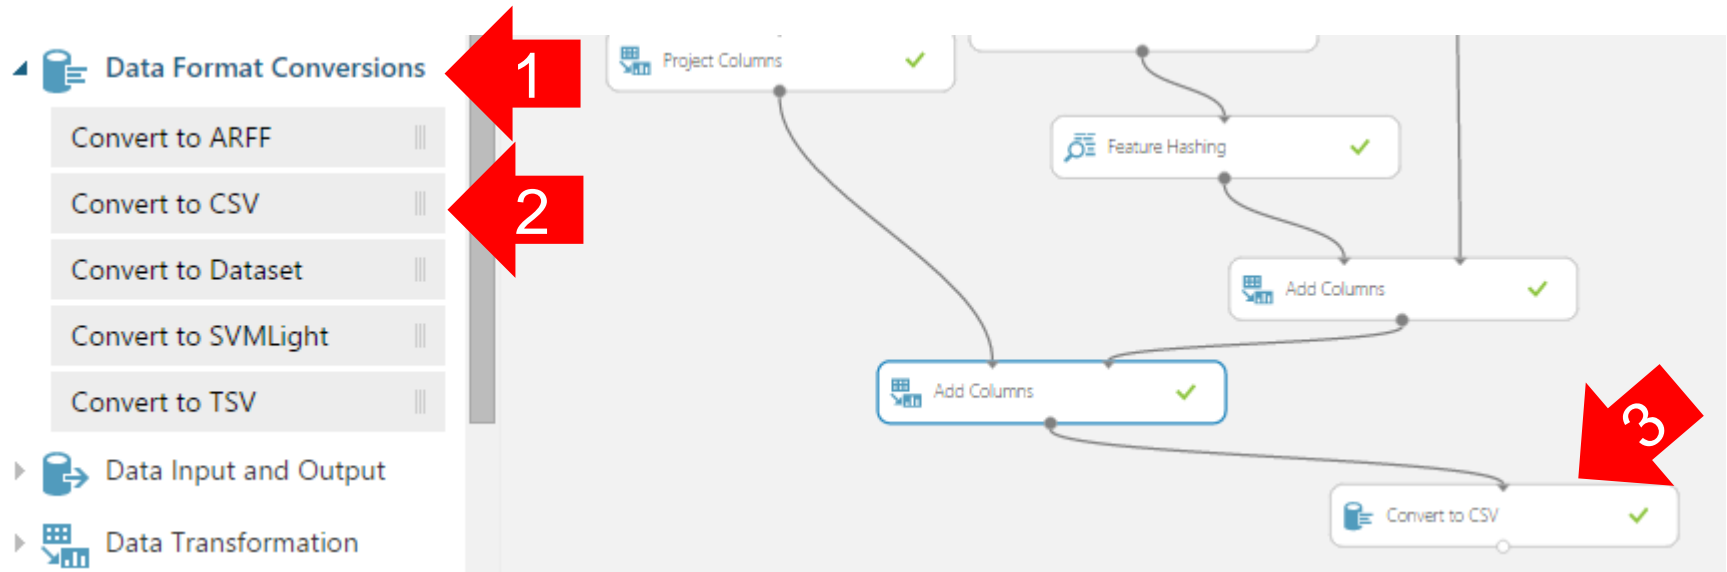 Data Format Conversions
1
Convert to ARFF
Convert to CSV
2
Convert to Dataset
Convert to SVMLight
Convert to TSV
Data Input and Output
Data Transformation
Project Columns
Feature Hashing
Add Columns
Add Columns
3
Convert to CSV